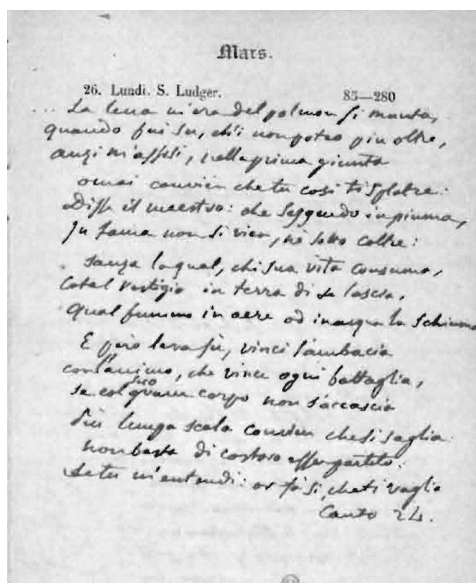 Mars.
26. Lundi. S. Ludger. 85—280
... La lena m'era del polmon si munta,
quando fui su, ch'i non potea piu oltre,
anzi m'assisi, nella prima giunta
omai convien che tu cosi ti spoltre:
Disse il maestro: che seggendo in piuma,
In fama non si vien, nè sotto coltre:
sanza la qual, chi sua vita consuma,
Cotal vestigio in terra di se lascia,
Qual fummo in aere od in acqua la schiuma
E pero leva su, vinci l'ambacia
con l'animo, che vince ogni battaglia,
se col suo grave corpo non s'accascia
Piu lunga scala convien che si saglia
non basta di costoro esser partito:
se tu m'entendi: or fa si, che ti vaglia
Canto 24.